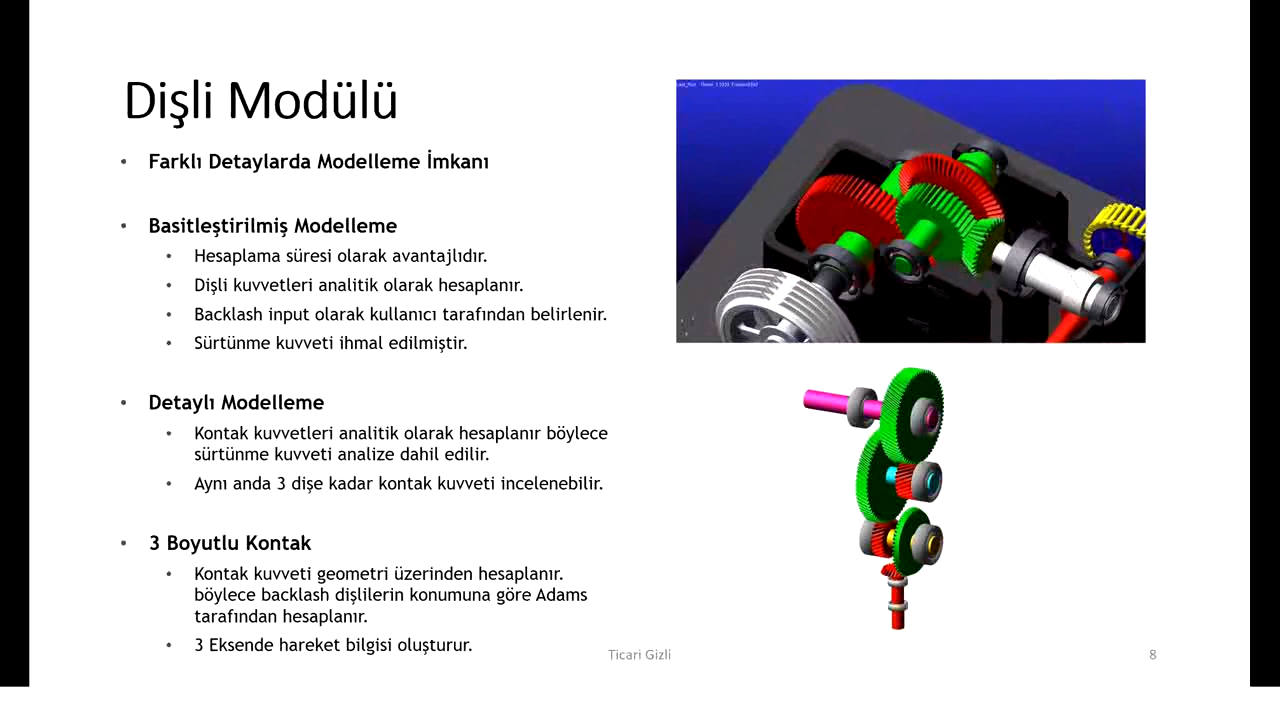 Dişli Modülü
• Farklı Detaylarda Modelleme İmkanı
• Basitleştirilmiş Modelleme
• Hesaplama süresi olarak avantajlıdır.
• Dişli kuvvetleri analitik olarak hesaplanır.
• Backlash input olarak kullanıcı tarafından belirlenir.
• Sürtünme kuvveti ihmal edilmiştir.
• Detaylı Modelleme
• Kontak kuvvetleri analitik olarak hesaplanır böylece
sürtünme kuvveti analize dahil edilir.
• Aynı anda 3 dişe kadar kontak kuvveti incelenebilir.
• 3 Boyutlu Kontak
• Kontak kuvveti geometri üzerinden hesaplanır.
böylece backlash dişlilerin konumuna göre Adams
tarafından hesaplanır.
• 3 Eksende hareket bilgisi oluşturur.
Ticari Gizli
8